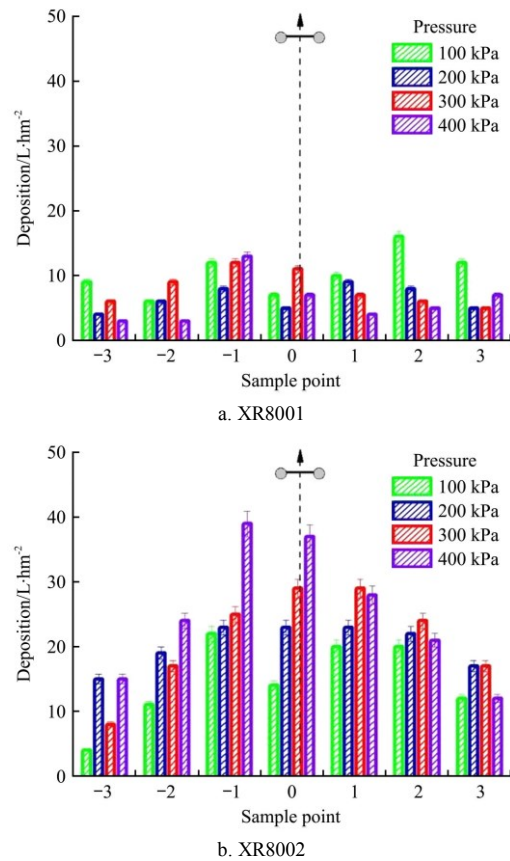 50
40
30
20
10
0
Deposition/L·hm⁻²
Pressure
100 kPa
200 kPa
300 kPa
400 kPa
−3 −2 −1 0 1 2 3
Sample point
a. XR8001
50
40
30
20
10
0
Deposition/L·hm⁻²
Pressure
100 kPa
200 kPa
300 kPa
400 kPa
−3 −2 −1 0 1 2 3
Sample point
b. XR8002